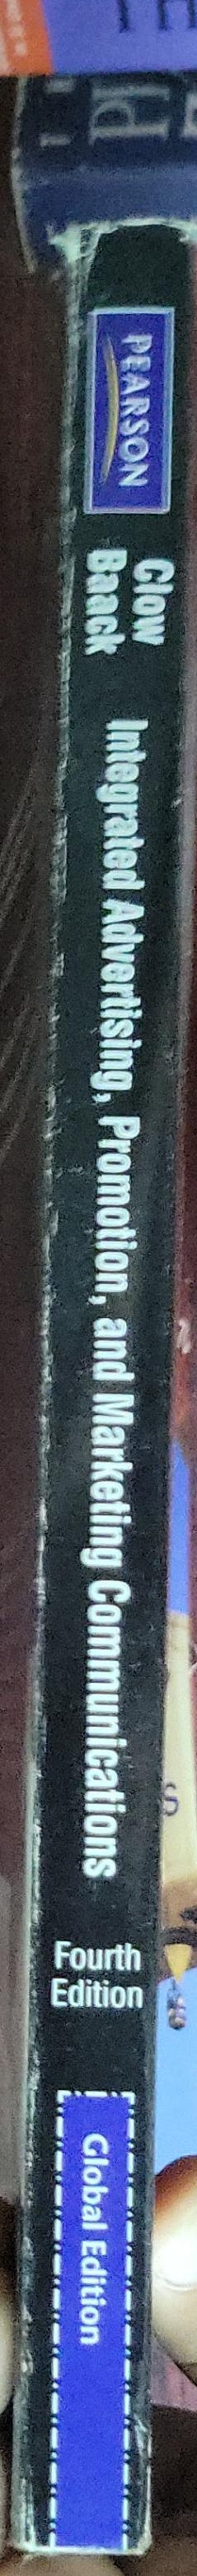 PEARSON
Clow
Baack
Integrated Advertising, Promotion, and Marketing Communications
Fourth
Edition
Global Edition